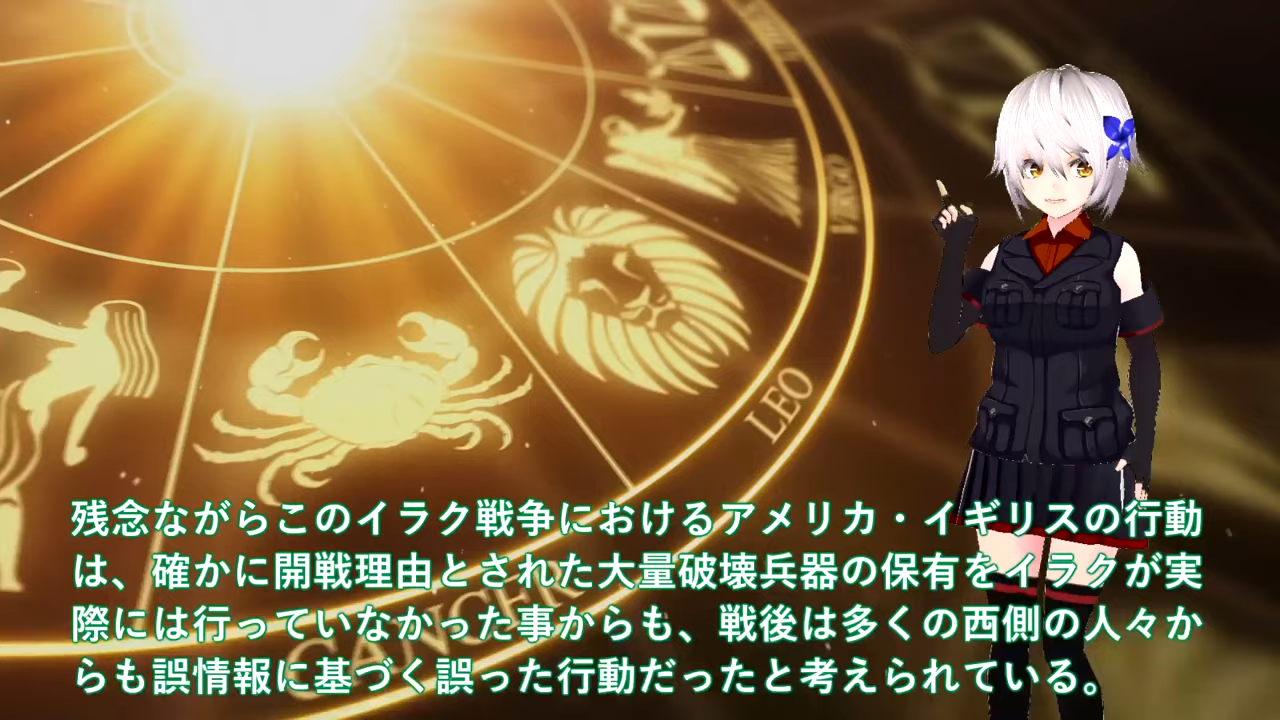 VIRGO
LEO
CANCER
残念ながらこのイラク戦争におけるアメリカ・イギリスの行動
は、確かに開戦理由とされた大量破壊兵器の保有をイラクが実
際には行っていなかった事からも、戦後は多くの西側の人々か
らも誤情報に基づく誤った行動だったと考えられている。